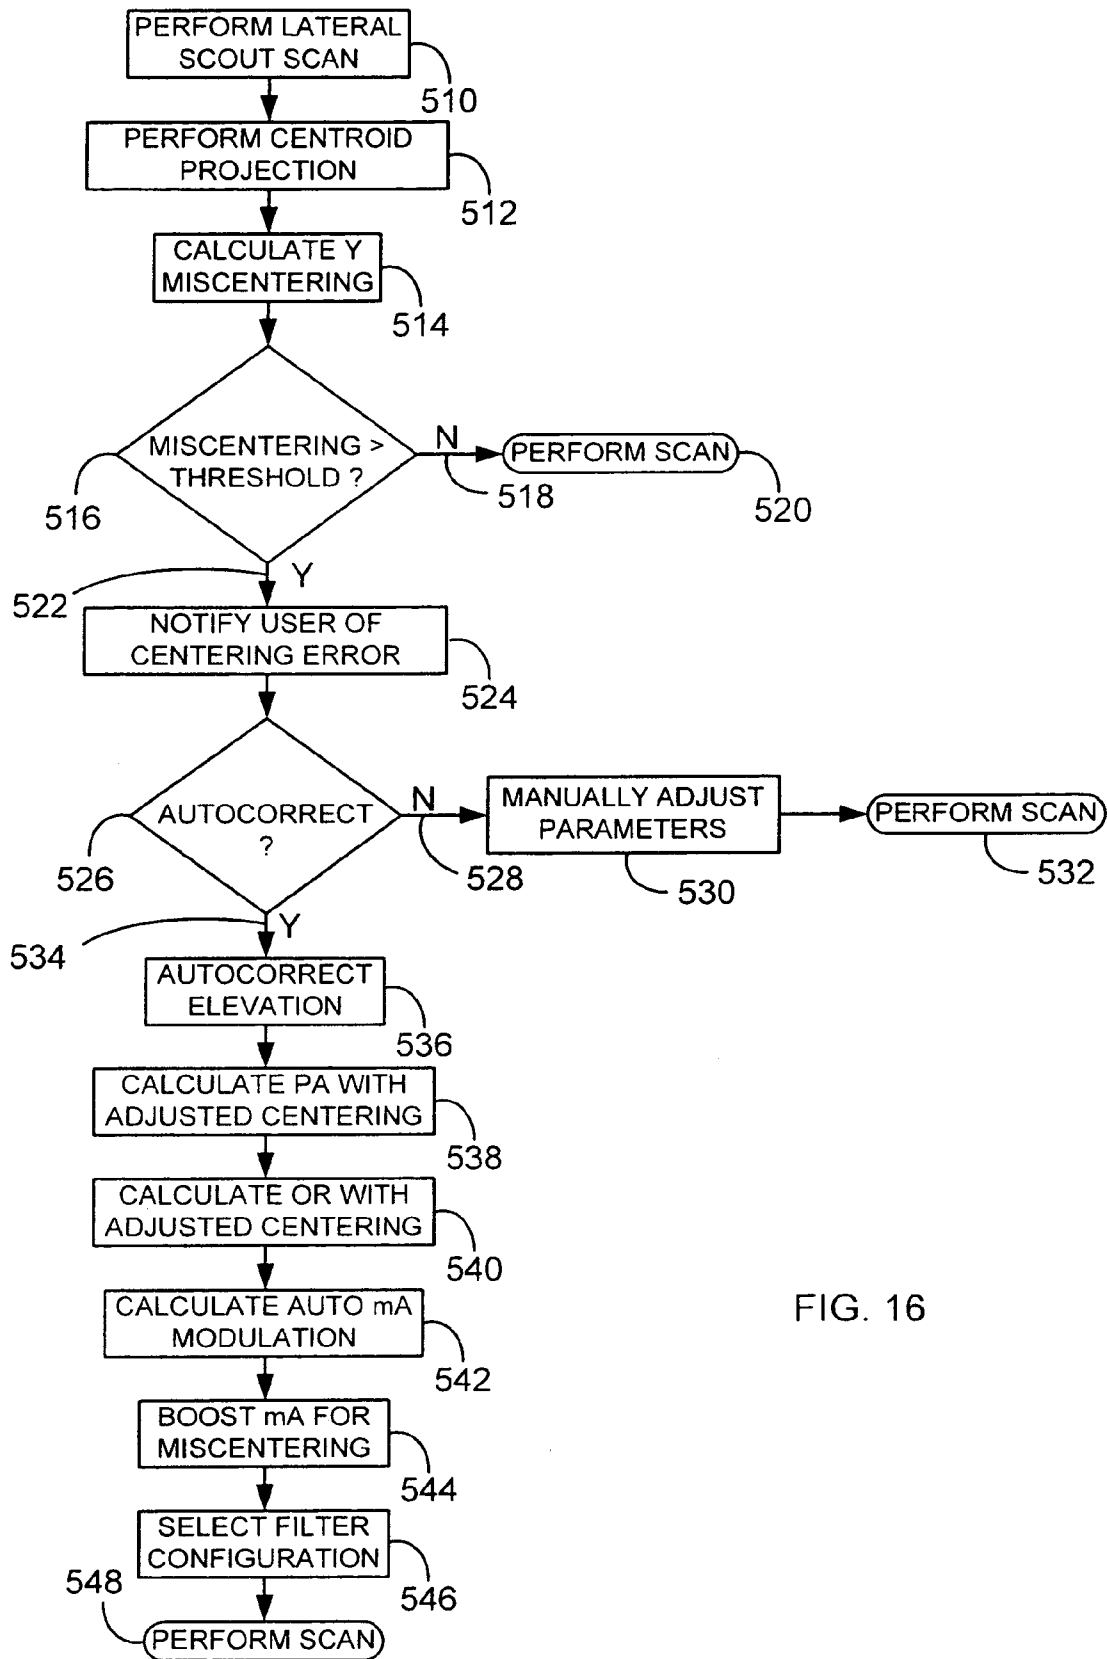 PERFORM LATERAL
SCOUT SCAN
510
PERFORM CENTROID
PROJECTION
512
CALCULATE Y
MISCENTERING
514
MISCENTERING >
THRESHOLD ?
516
N
518
PERFORM SCAN
520
522
Y
NOTIFY USER OF
CENTERING ERROR
524
AUTOCORRECT
?
526
N
528
MANUALLY ADJUST
PARAMETERS
530
PERFORM SCAN
532
534
Y
AUTOCORRECT
ELEVATION
536
CALCULATE PA WITH
ADJUSTED CENTERING
538
CALCULATE OR WITH
ADJUSTED CENTERING
540
CALCULATE AUTO mA
MODULATION
542
BOOST mA FOR
MISCENTERING
544
SELECT FILTER
CONFIGURATION
546
548
PERFORM SCAN
FIG. 16